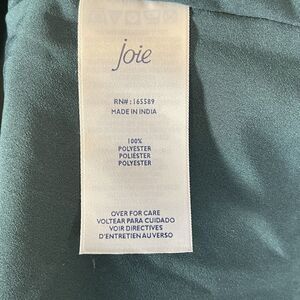 joie
RN#: 165589
MADE IN INDIA
100%
POLYESTER
POLIÉSTER
POLYESTER
OVER FOR CARE
VOLTEAR PARA CUIDADO
VOIR DIRECTIVES
D'ENTRETIEN AU VERSO